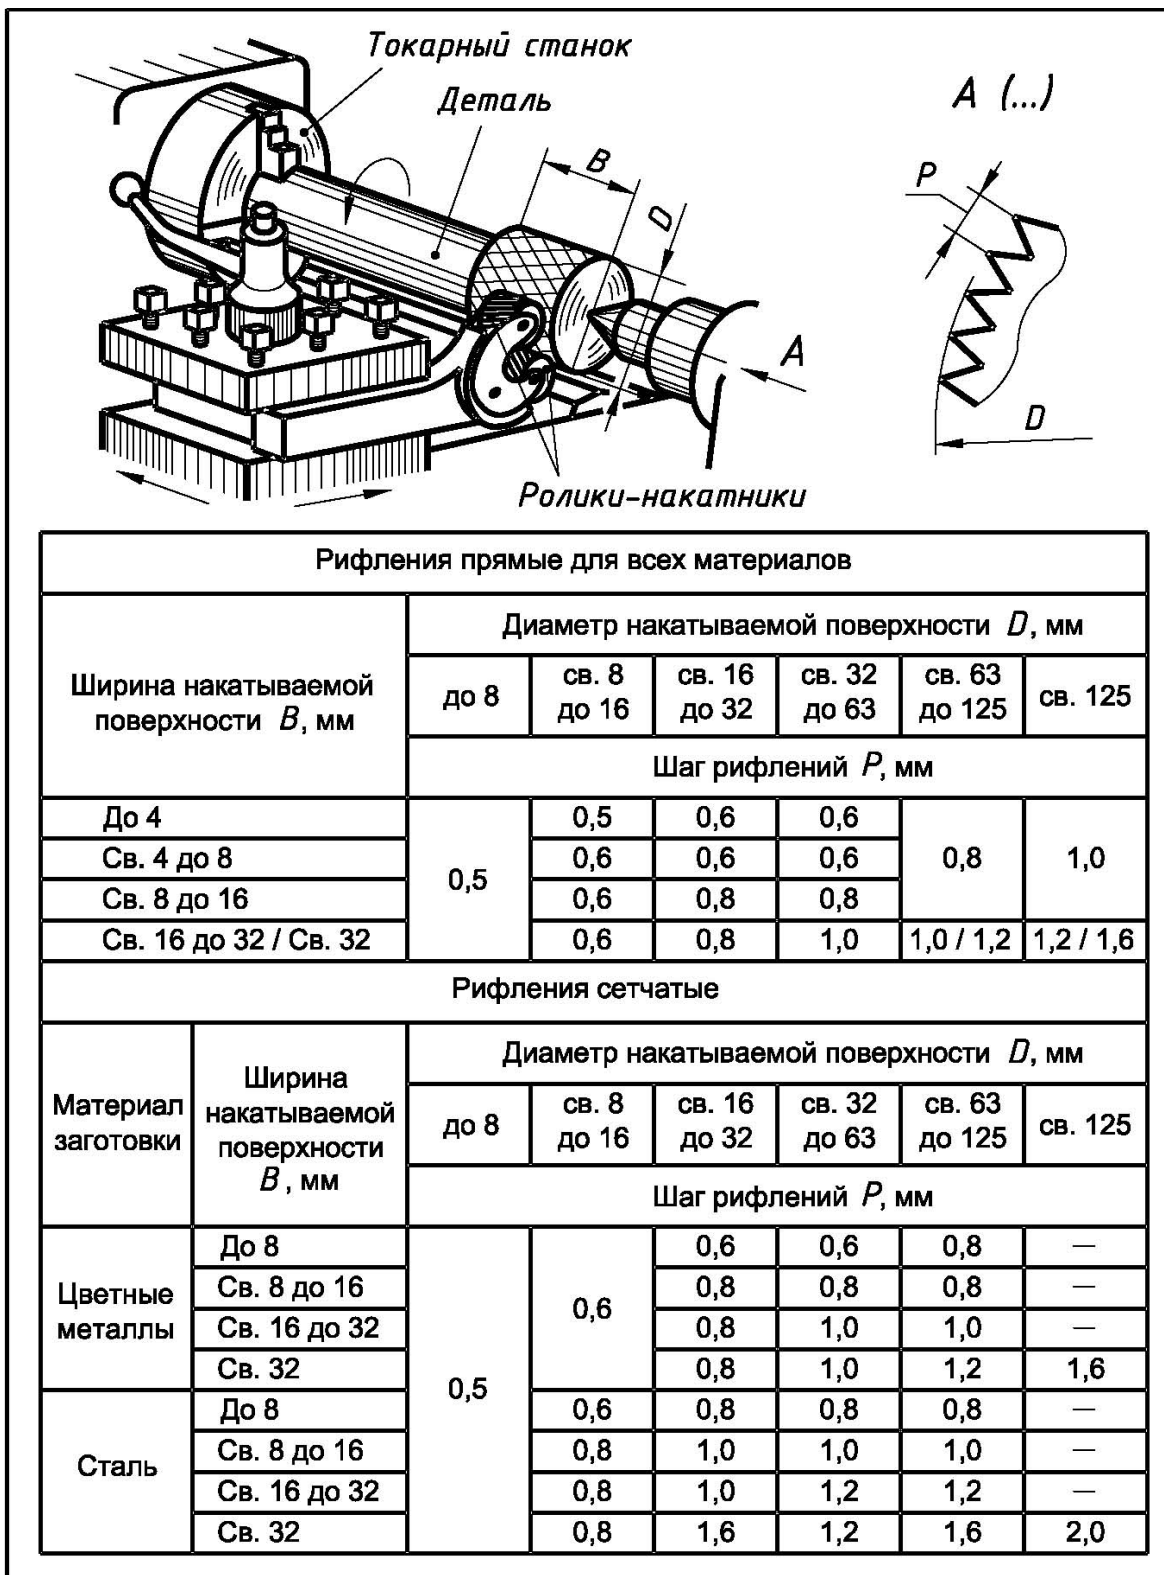 Токарный станок
Деталь
A (...)
B
P
D
A
D
Ролики-накатники
Рифления прямые для всех материалов
Ширина накатываемой
поверхности B, мм
Диаметр накатываемой поверхности D, мм
до 8
св. 8
до 16
св. 16
до 32
св. 32
до 63
св. 63
до 125
св. 125
Шаг рифлений P, мм
До 4 0,5 0,6 0,6
Св. 4 до 8 0,5 0,6 0,6 0,6 0,8 1,0
Св. 8 до 16 0,6 0,8 0,8
Св. 16 до 32 / Св. 32 0,6 0,8 1,0 1,0 / 1,2 1,2 / 1,6
Рифления сетчатые
Материал
заготовки
Ширина
накатываемой
поверхности
B, мм
Диаметр накатываемой поверхности D, мм
до 8
св. 8
до 16
св. 16
до 32
св. 32
до 63
св. 63
до 125
св. 125
Шаг рифлений P, мм
Цветные
металлы
До 8 0,6 0,6 0,8 —
Св. 8 до 16 0,6 0,8 0,8 0,8 —
Св. 16 до 32 0,8 1,0 1,0 —
Св. 32 0,8 1,0 1,2 1,6
0,5
Сталь
До 8 0,6 0,8 0,8 0,8 —
Св. 8 до 16 0,8 1,0 1,0 1,0 —
Св. 16 до 32 0,8 1,0 1,2 1,2 —
Св. 32 0,8 1,6 1,2 1,6 2,0